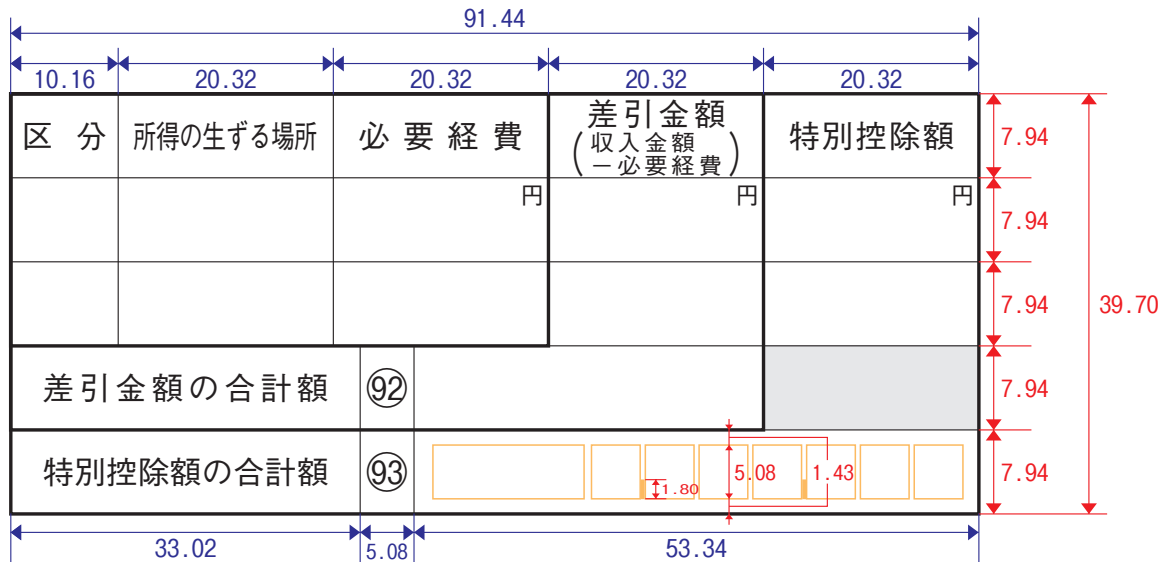 91.44
10.16 20.32 20.32 20.32 20.32
区分 所得の生ずる場所 必要経費 差引金額 特別控除額 7.94
(収入金額
－必要経費)
円 円 円 7.94
7.94 39.70
差引金額の合計額 ㊒92 7.94
特別控除額の合計額 93 1.80 5.08 1.43 7.94
33.02 5.08 53.34